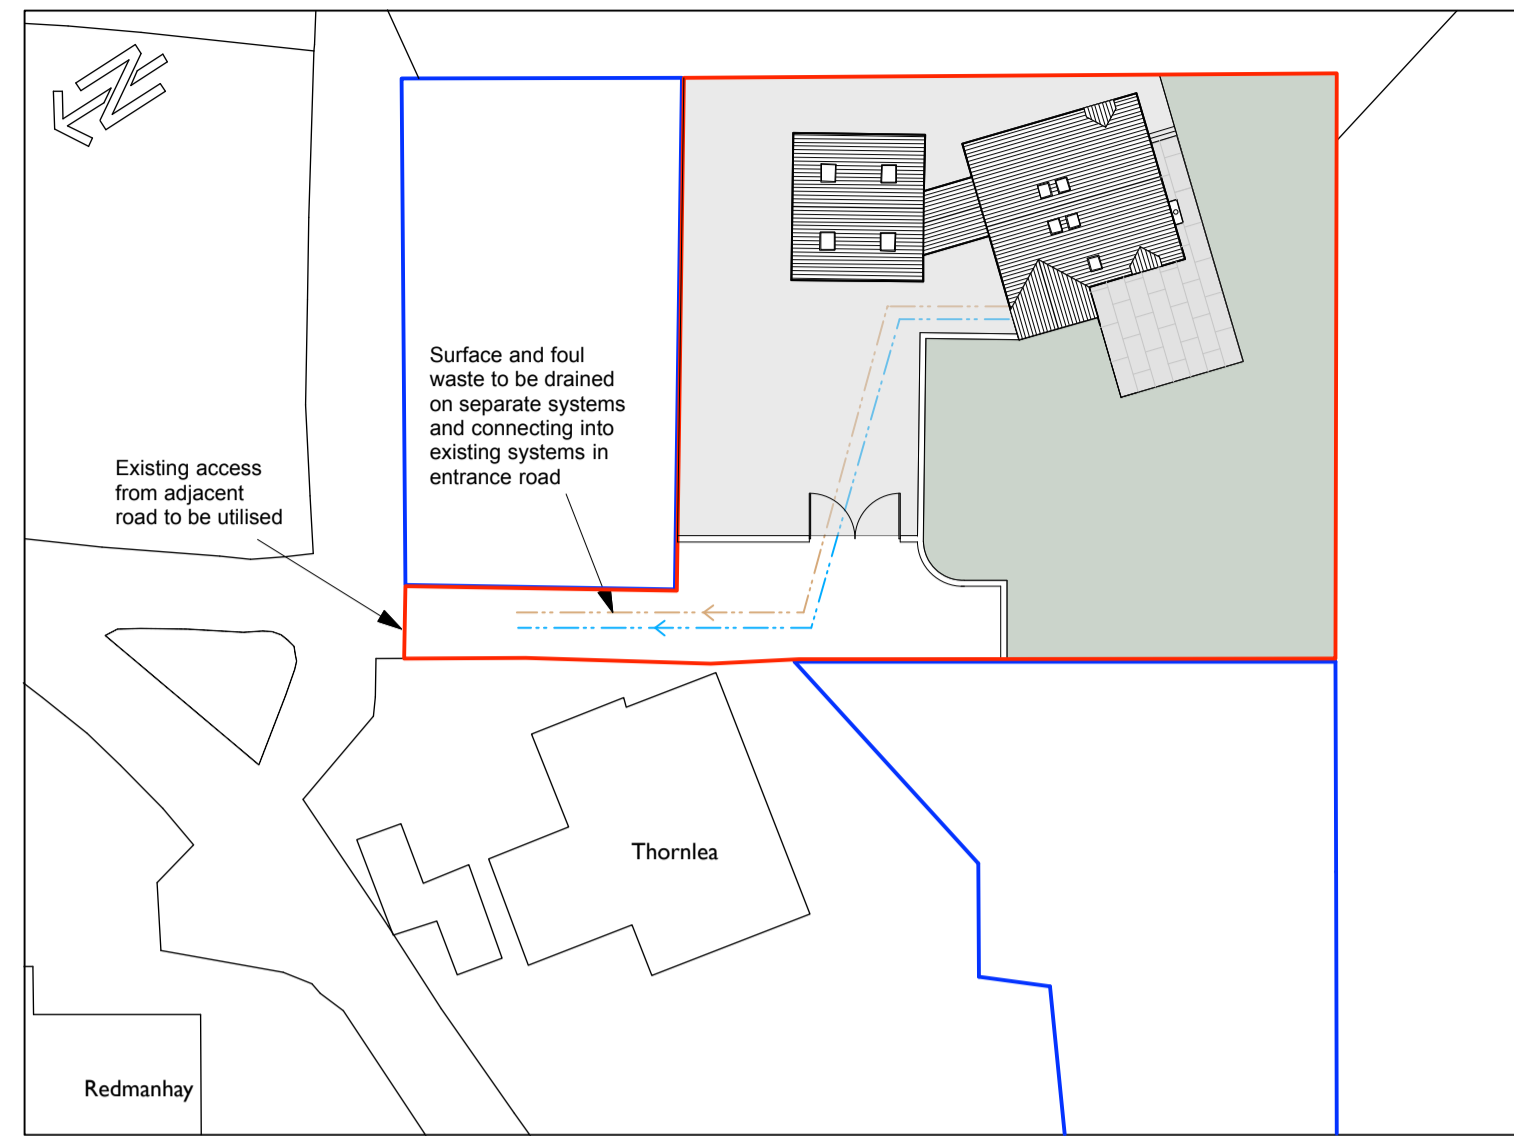 Surface and foul
waste to be drained
on separate systems
and connecting into
existing systems in
entrance road
Existing access
from adjacent
road to be utilised
Thornlea
Redmanhay
N